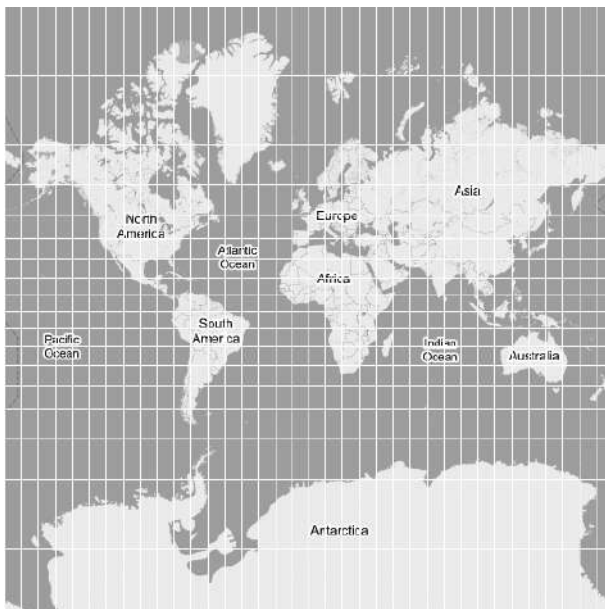 Asia
Europe
North
America
Atlantic
Ocean
Africa
South
America
Pacific
Ocean
Indian
Ocean
Australia
Antarctica